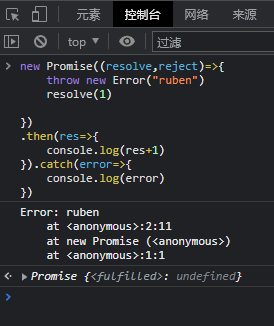 元素 控制台 网络 来源
top 过滤
new Promise((resolve,reject)=>{
throw new Error("ruben")
resolve(1)
})
.then(res=>{
console.log(res+1)
}).catch(error=>{
console.log(error)
})
Error: ruben
at <anonymous>:2:11
at new Promise (<anonymous>)
at <anonymous>:1:1
Promise {<fulfilled>: undefined}